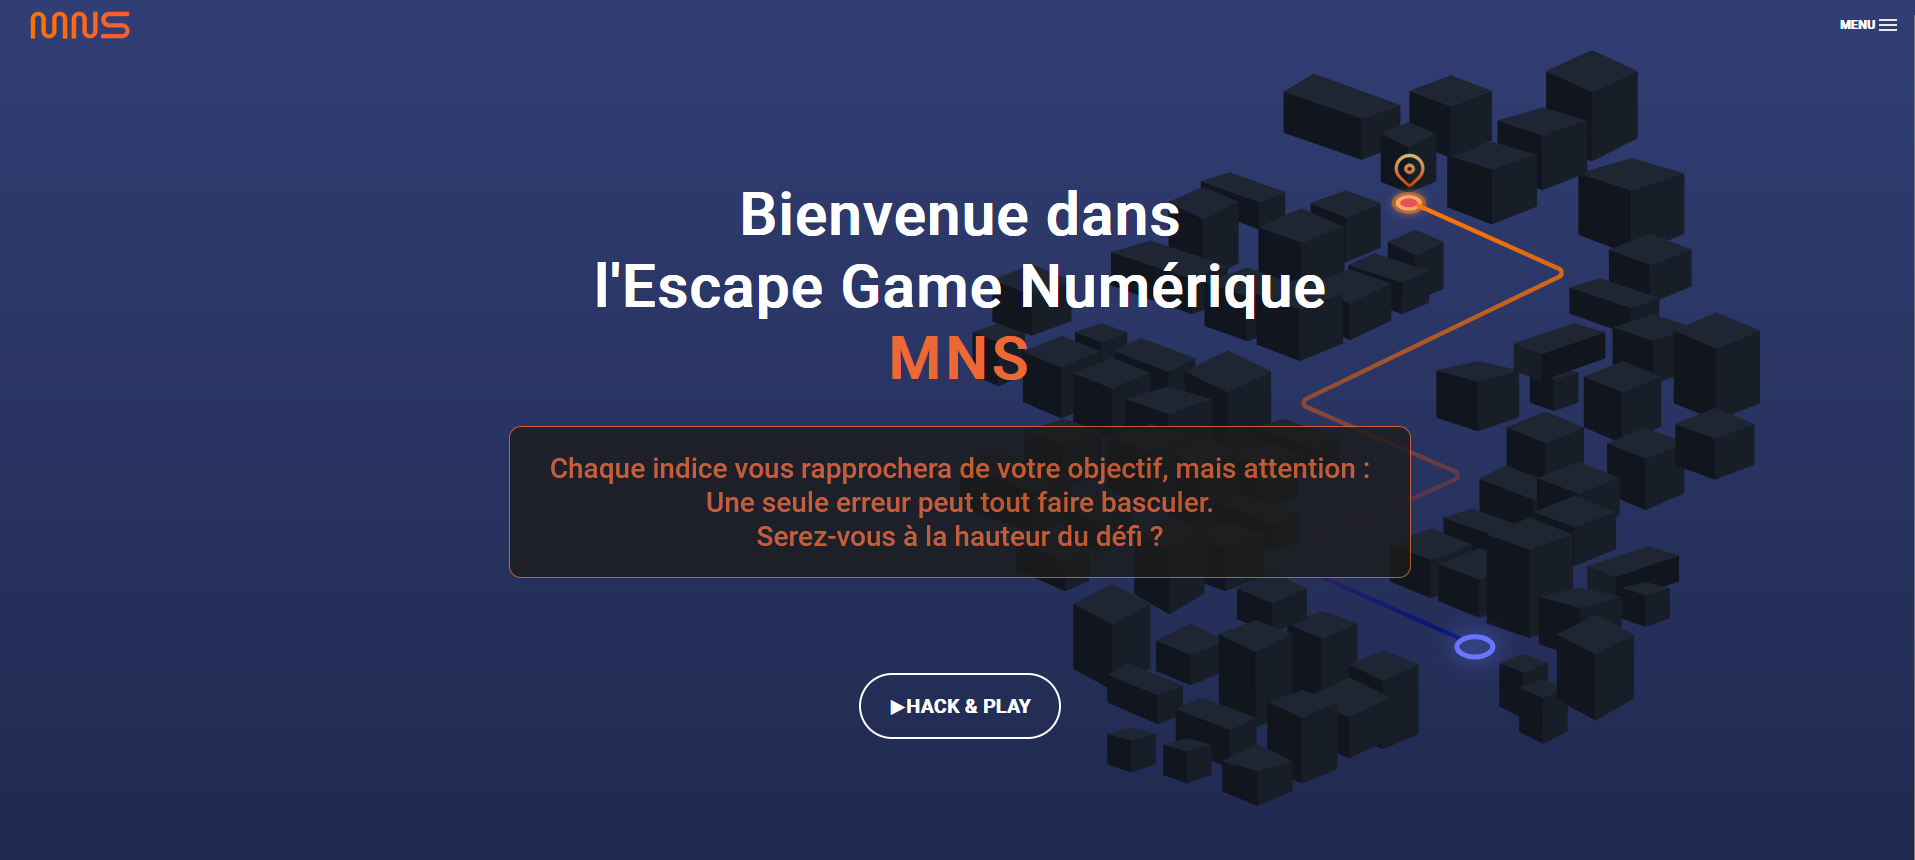 MNS
MENU
Bienvenue dans
l'Escape Game Numérique
MNS
Chaque indice vous rapprochera de votre objectif, mais attention :
Une seule erreur peut tout faire basculer.
Serez-vous à la hauteur du défi ?
▶HACK & PLAY